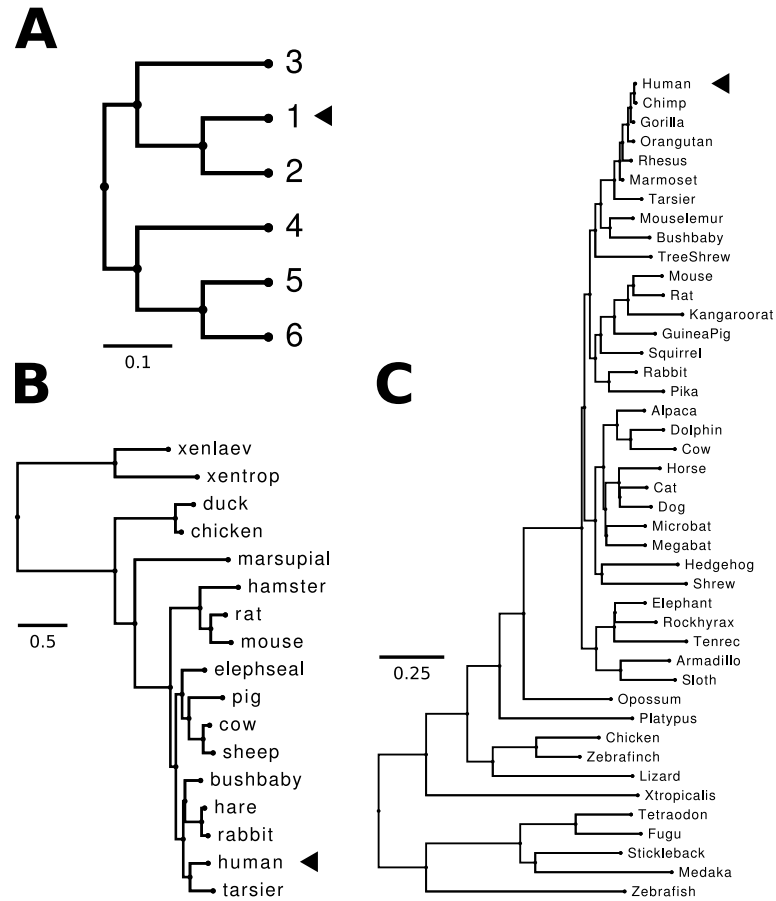 A
3
1
2
4
5
6
0.1
B
xenlaev
xentrop
duck
chicken
marsupial
hamster
rat
mouse
elephseal
pig
cow
sheep
bushbaby
hare
rabbit
human
tarsier
0.5
C
Human
Chimp
Gorilla
Orangutan
Rhesus
Marmoset
Tarsier
Mouselemur
Bushbaby
TreeShrew
Mouse
Rat
Kangaroorat
GuineaPig
Squirrel
Rabbit
Pika
Alpaca
Dolphin
Cow
Horse
Cat
Dog
Microbat
Megabat
Hedgehog
Shrew
Elephant
Rockhyrax
Tenrec
Armadillo
Sloth
Opossum
Platypus
Chicken
Zebrafinch
Lizard
Xtropicalis
Tetraodon
Fugu
Stickleback
Medaka
Zebrafish
0.25